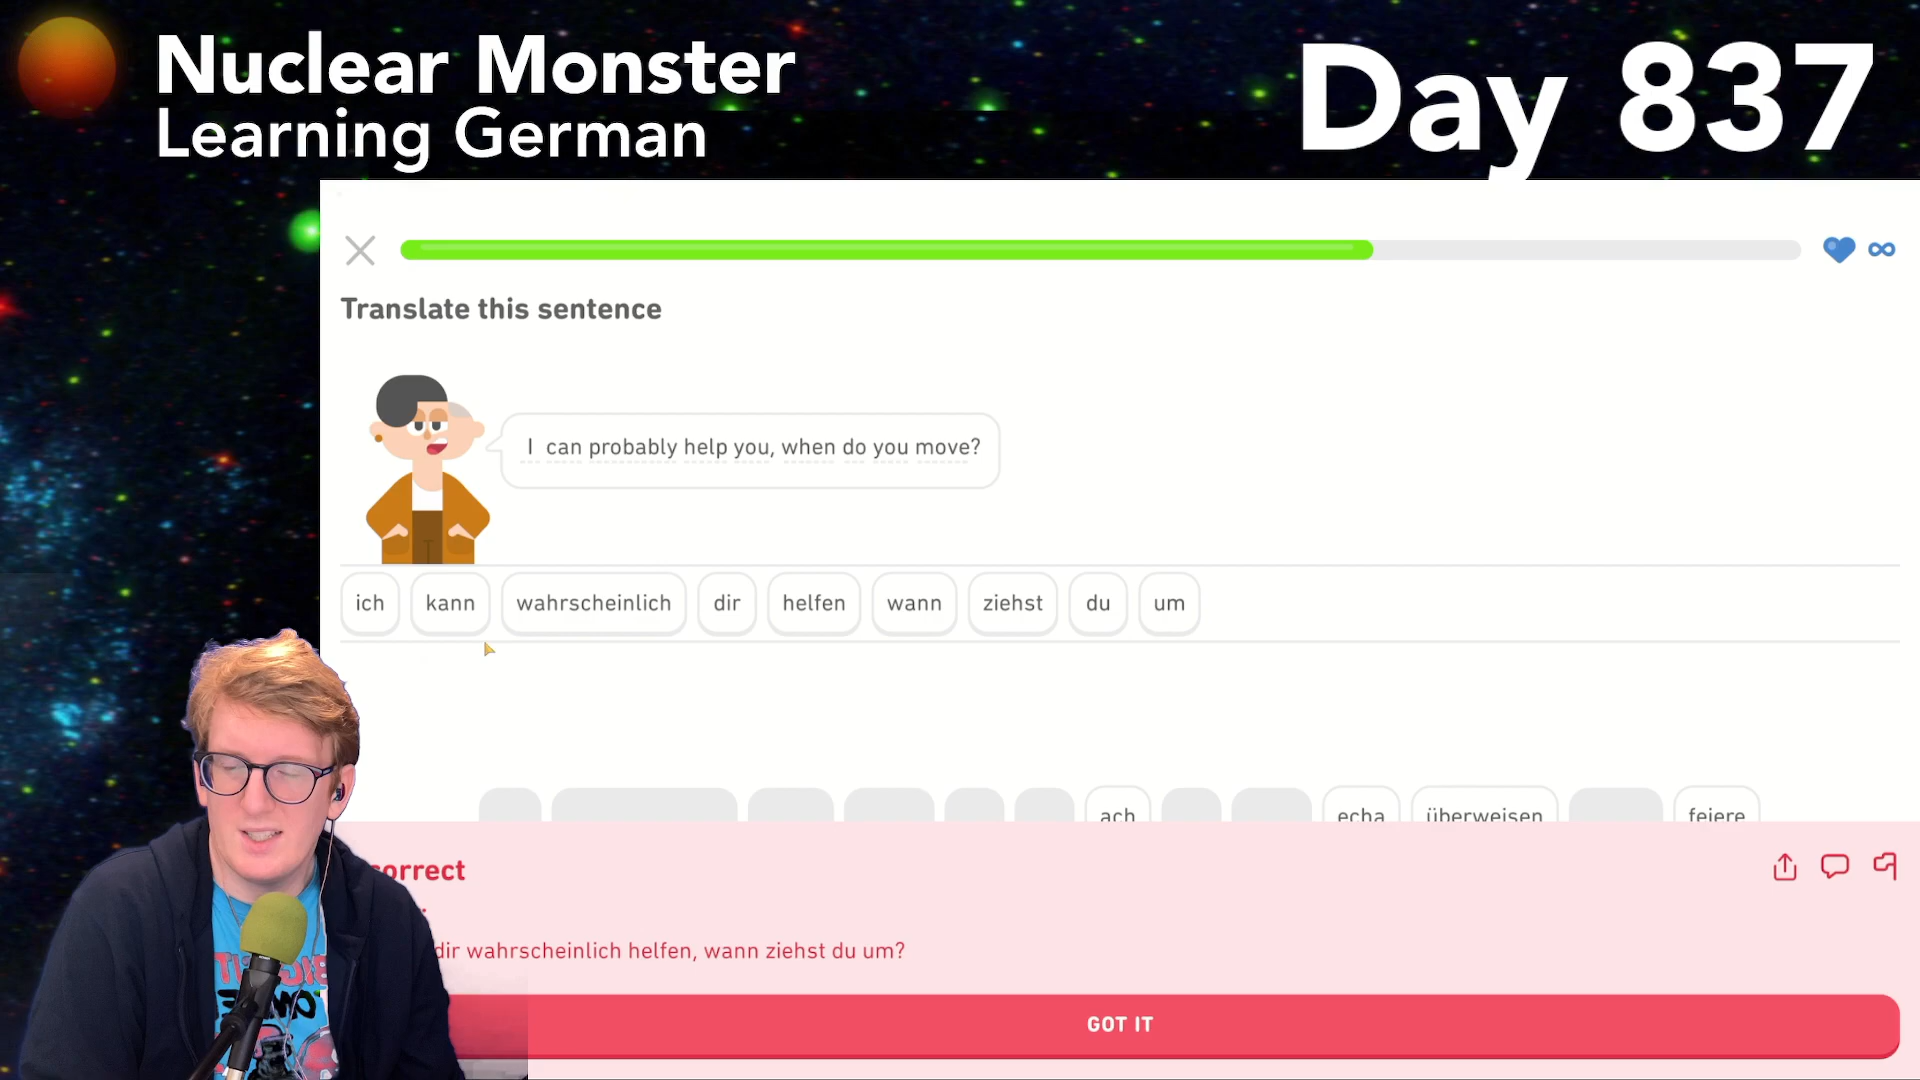 Nuclear Monster
Learning German
Day 837
Translate this sentence
I can probably help you, when do you move?
ich kann wahrscheinlich dir helfen wann ziehst du um
ach echa überweisen feiere
correct
dir wahrscheinlich helfen, wann ziehst du um?
GOT IT